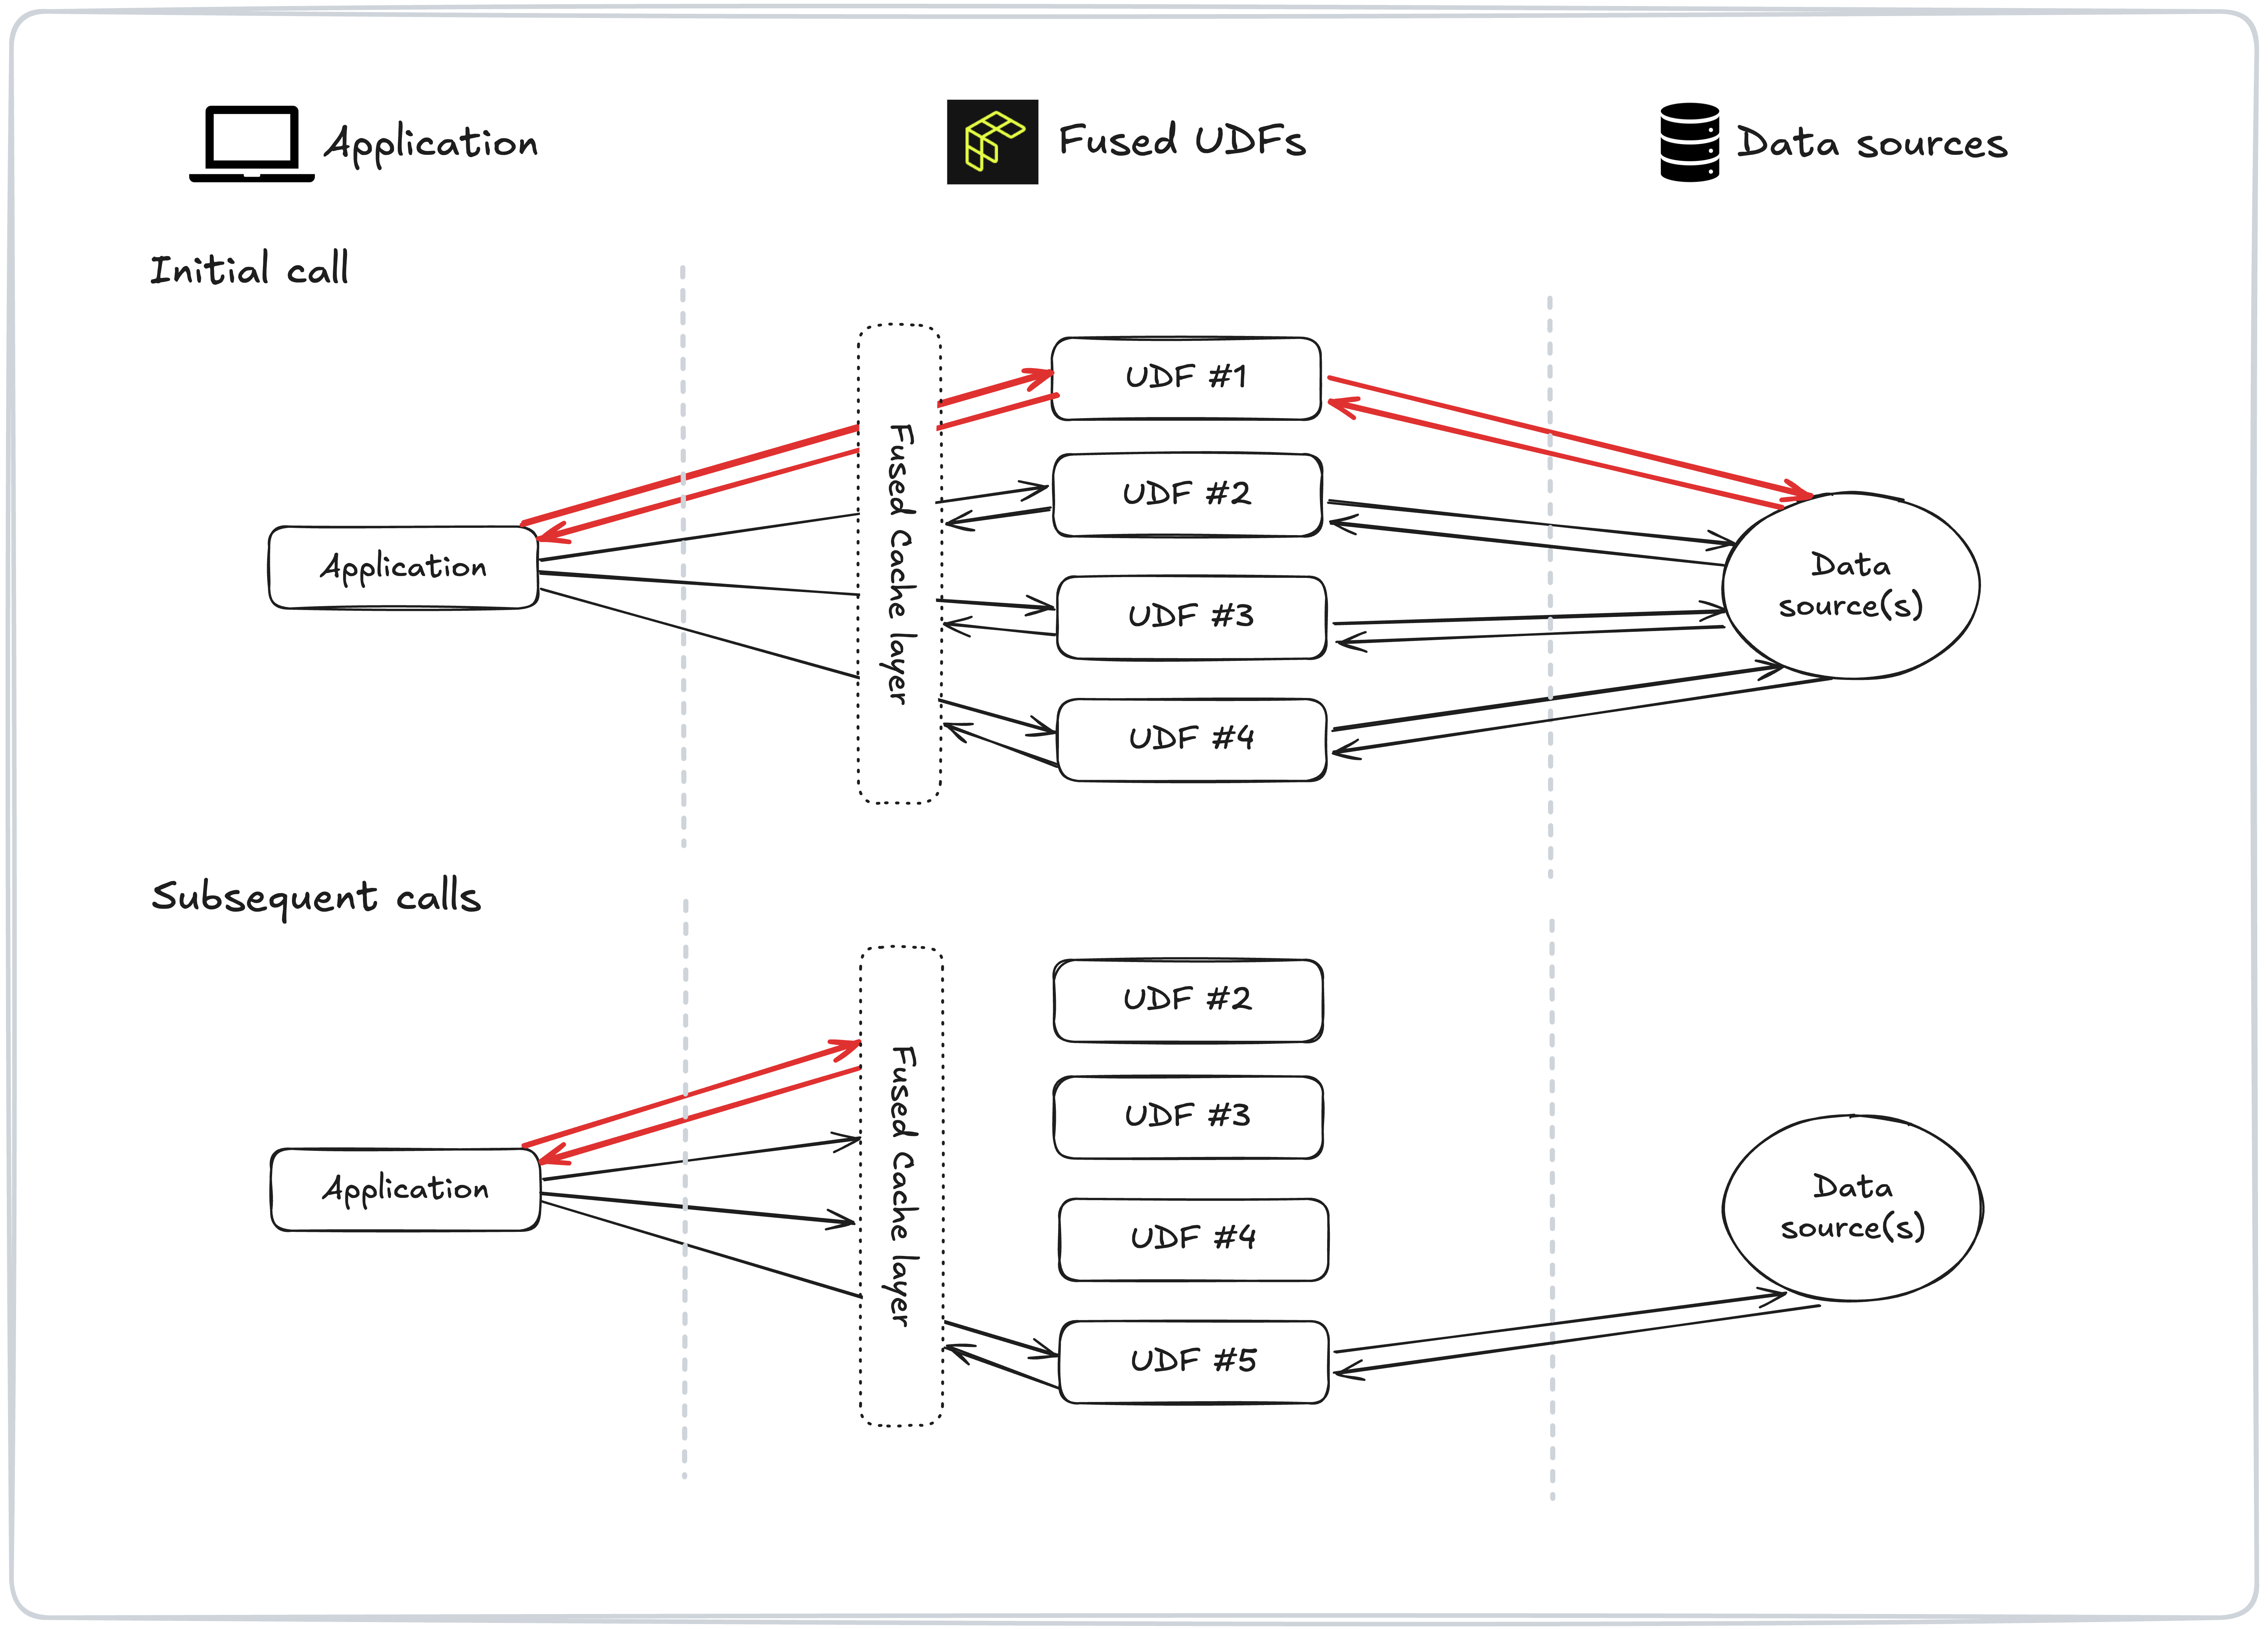 Application
Fused UDFs
Data sources
Initial call
Fused Cache layer
UDF #1
UDF #2
UDF #3
UDF #4
Application
Data
source(s)
Subsequent calls
Fused Cache layer
UDF #2
UDF #3
UDF #4
UDF #5
Application
Data
source(s)